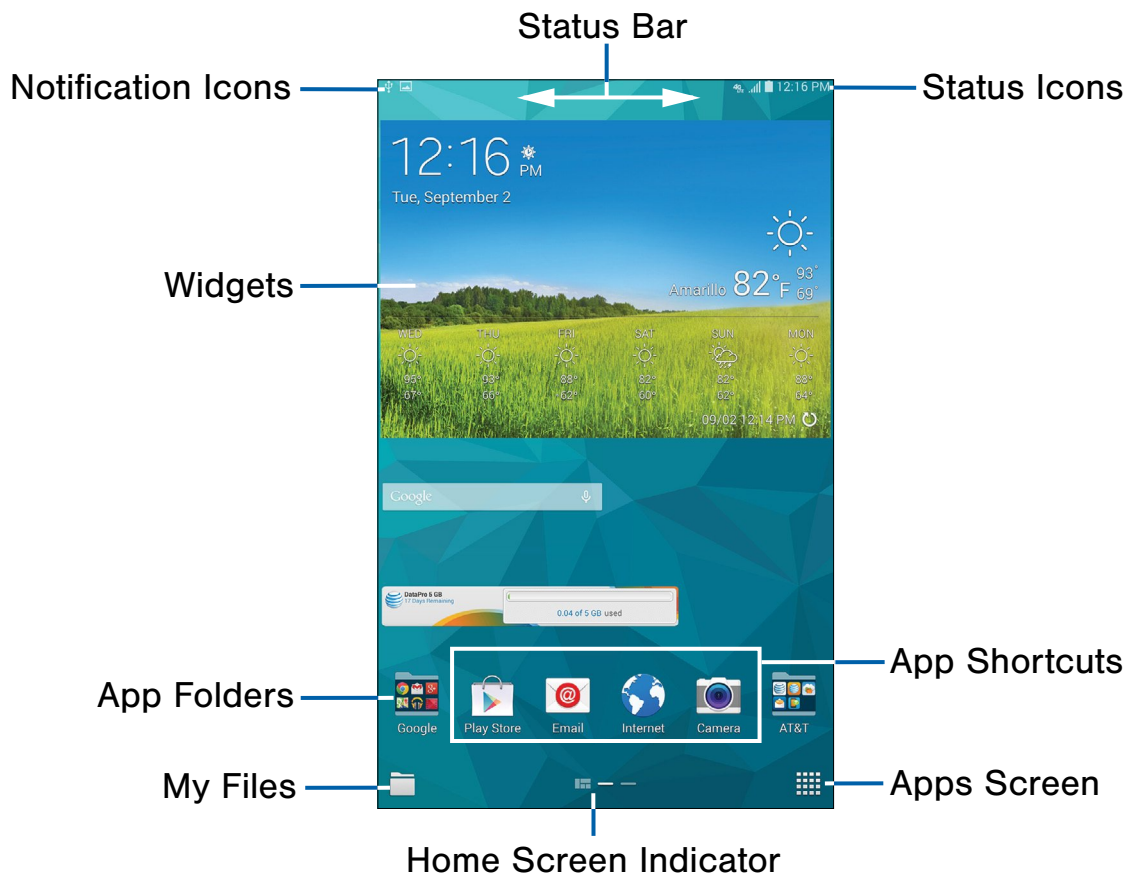 Status Bar
Notification Icons
Status Icons
12:16 PM
12:16 PM
Tue, September 2
Widgets
Amarillo 82°F 93° 69°
WED THU FRI SAT SUN MON
95° 93° 88° 82° 82° 88°
67° 66° 62° 60° 62° 64°
09/02 12:14 PM
Google
DataPro 5 GB
17 Days Remaining
0.04 of 5 GB used
App Shortcuts
App Folders
Google Play Store Email Internet Camera AT&T
My Files
Apps Screen
Home Screen Indicator